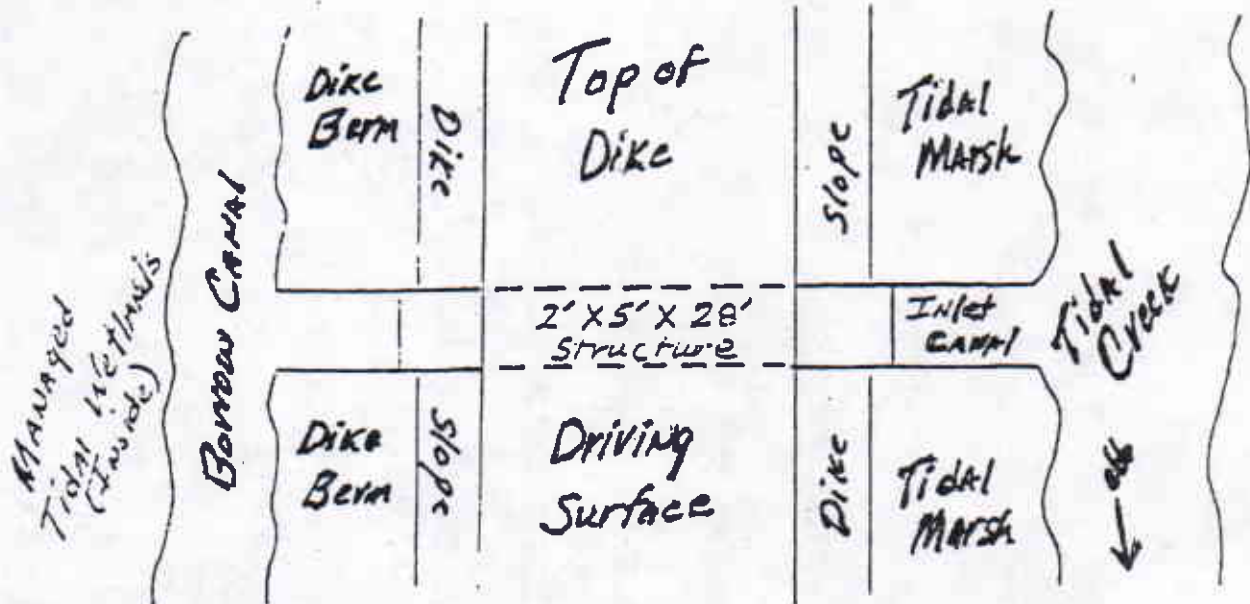 Top of
Dike
Dike
Berm
Dike
Slope
Tidal
Marsh
Borrow Canal
MANAged
Tidal Wetlands
(Inside)
2' X 5' X 28'
Structure
Inlet
CANAl
Tidal
Creek
Dike
Berm
Slope
Driving
Surface
Dike
Tidal
Marsh